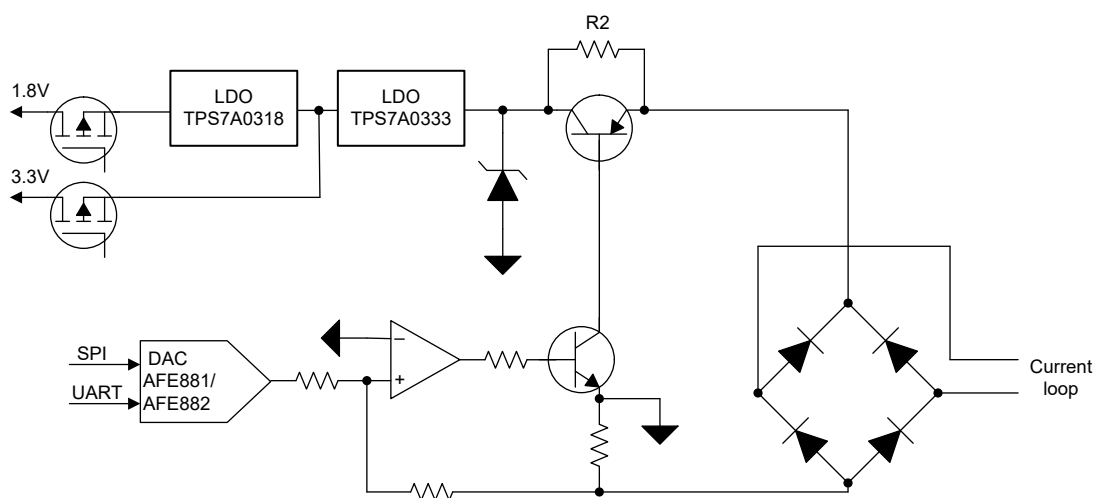 R2
1.8V
LDO
TPS7A0318
LDO
TPS7A0333
3.3V
SPI
UART
DAC
AFE881/
AFE882
−
+
Current
loop